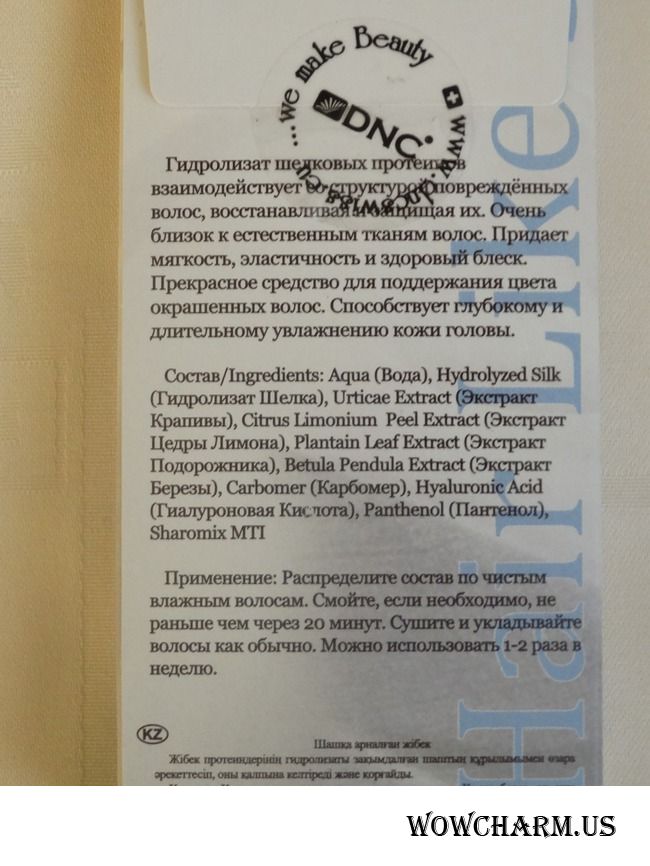 ...we make Beauty
DNC®
Hair Like
Гидролизат шелковых протеинов
взаимодействует со структурой повреждённых
волос, восстанавливая и защищая их. Очень
близок к естественным тканям волос. Придает
мягкость, эластичность и здоровый блеск.
Прекрасное средство для поддержания цвета
окрашенных волос. Способствует глубокому и
длительному увлажнению кожи головы.
Состав/Ingredients: Aqua (Вода), Hydrolyzed Silk
(Гидролизат Шелка), Urticae Extract (Экстракт
Крапивы), Citrus Limonium Peel Extract (Экстракт
Цедры Лимона), Plantain Leaf Extract (Экстракт
Подорожника), Betula Pendula Extract (Экстракт
Березы), Carbomer (Карбомер), Hyaluronic Acid
(Гиалуроновая Кислота), Panthenol (Пантенол),
Sharomix MTI
Применение: Распределите состав по чистым
влажным волосам. Смойте, если необходимо, не
раньше чем через 20 минут. Сушите и укладывайте
волосы как обычно. Можно использовать 1-2 раза в
неделю.
KZ
Шашка арналған жібек
Жібек протеиндерінің гидролизаты зақымдалған шаштың құрылымымен өзара
әрекеттесіп, оны қалпына келтіреді және қорғайды.
WOWCHARM.US